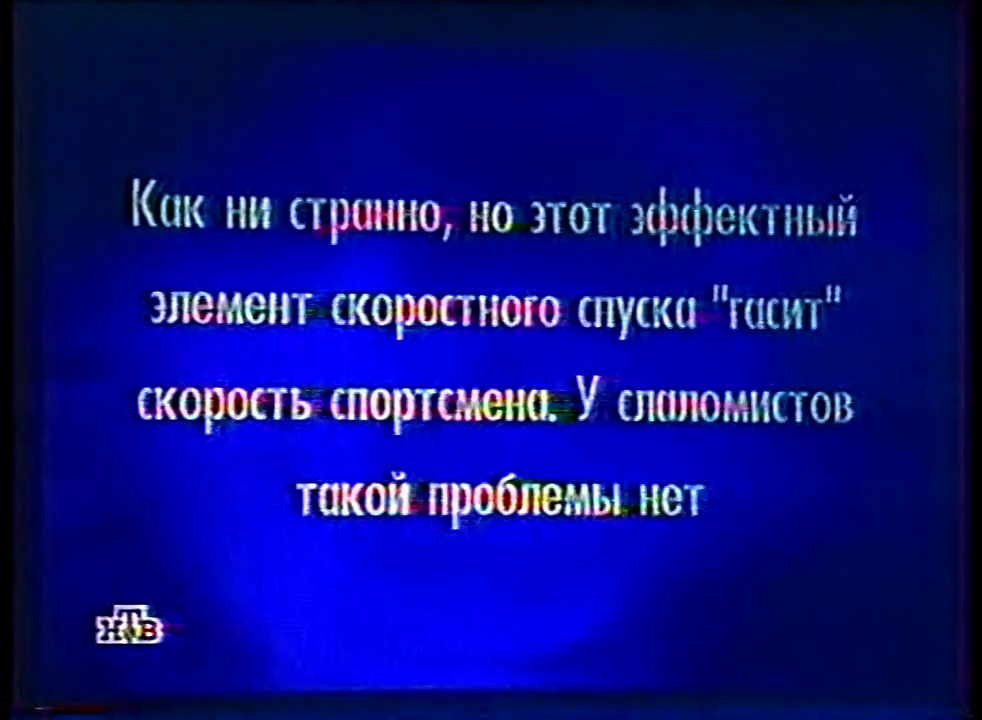 Как ни странно, но этот эффектный
элемент скоростного спуска "гасит"
скорость спортсмена. У слаломистов
такой проблемы нет
НТВ